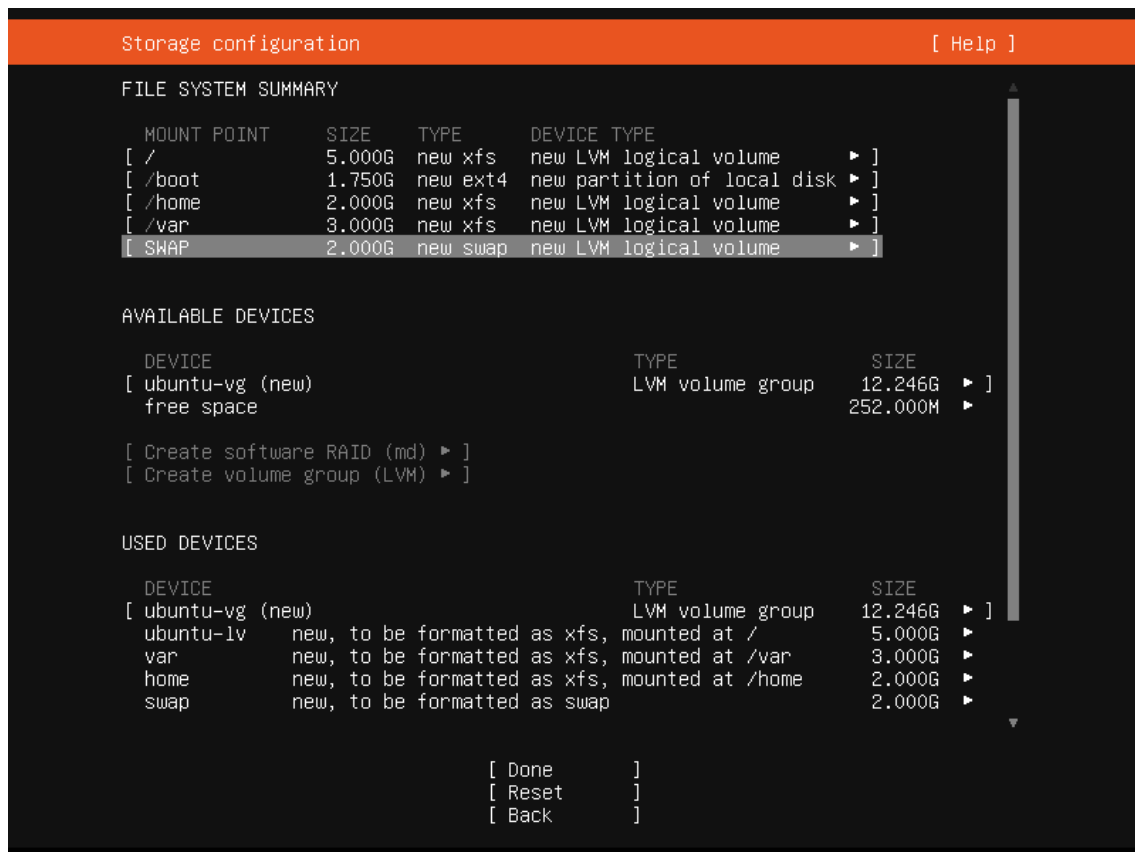 Storage configuration [ Help ]
FILE SYSTEM SUMMARY
MOUNT POINT SIZE TYPE DEVICE TYPE
[ / 5.000G new xfs new LVM logical volume ▸ ]
[ /boot 1.750G new ext4 new partition of local disk ▸ ]
[ /home 2.000G new xfs new LVM logical volume ▸ ]
[ /var 3.000G new xfs new LVM logical volume ▸ ]
[ SWAP 2.000G new swap new LVM logical volume ▸ ]
AVAILABLE DEVICES
DEVICE TYPE SIZE
[ ubuntu-vg (new) LVM volume group 12.246G ▸ ]
free space 252.000M ▸
[ Create software RAID (md) ▸ ]
[ Create volume group (LVM) ▸ ]
USED DEVICES
DEVICE TYPE SIZE
[ ubuntu-vg (new) LVM volume group 12.246G ▸ ]
ubuntu-lv new, to be formatted as xfs, mounted at / 5.000G ▸
var new, to be formatted as xfs, mounted at /var 3.000G ▸
home new, to be formatted as xfs, mounted at /home 2.000G ▸
swap new, to be formatted as swap 2.000G ▸
[ Done ]
[ Reset ]
[ Back ]